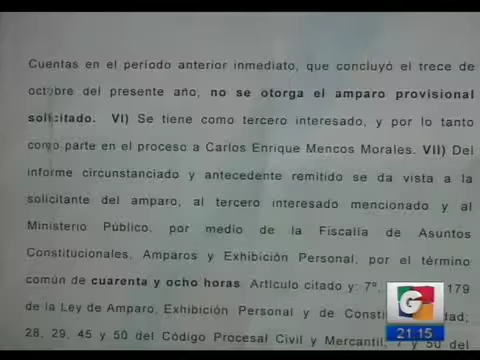 Cuentas en el período anterior inmediato, que concluyó el trece de
octubre del presente año, no se otorga el amparo provisional
solicitado. VI) Se tiene como tercero interesado, y por lo tanto
como parte en el proceso a Carlos Enrique Mencos Morales. VII) Del
informe circunstanciado y antecedente remitido se da vista a la
solicitante del amparo, al tercero interesado mencionado y al
Ministerio Público, por medio de la Fiscalía de Asuntos
Constitucionales, Amparos y Exhibición Personal, por el término
común de cuarenta y ocho horas. Artículo citado y: 7º, 179
de la Ley de Amparo, Exhibición Personal y de Constit dad;
28, 29, 45 y 50 del Código Procesal Civil y Mercantil, 7 y 50 del
G
21:15